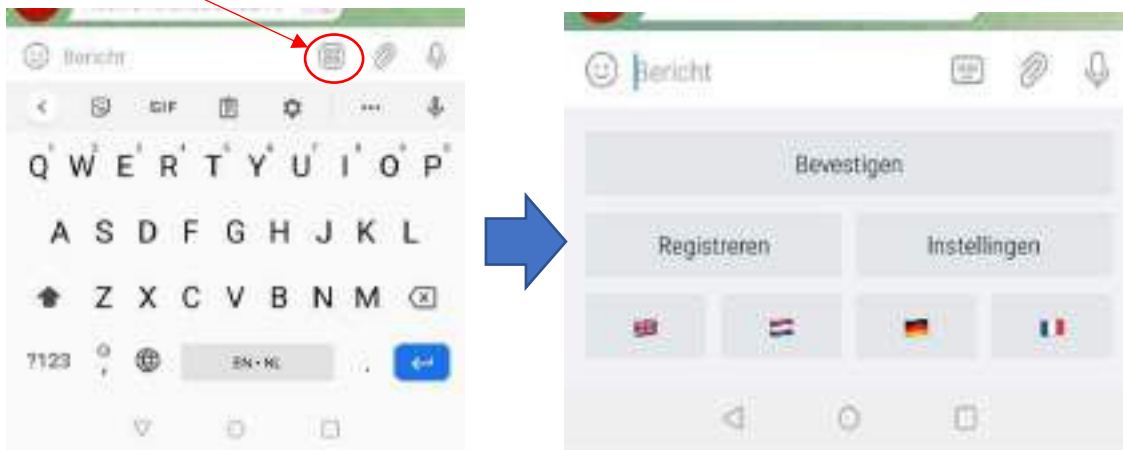 Bericht
GIF
Q W E R T Y U I O P
A S D F G H J K L
Z X C V B N M
?123 , EN • NL .
Bericht
Bevestigen
Registreren Instellingen